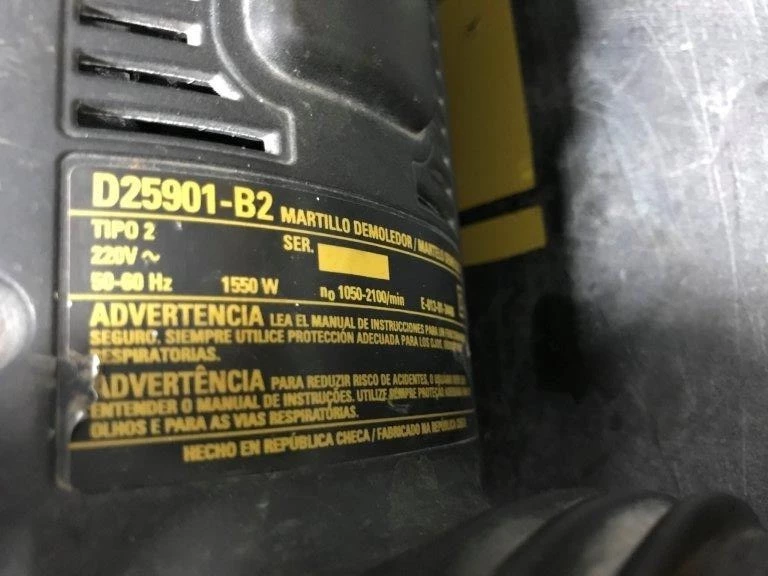 D25901-B2 MARTILLO DEMOLEDOR /
TIPO 2
SER.
220V ~
50-60 Hz 1550 W n₀ 1050-2100/min
ADVERTENCIA LEA EL MANUAL DE INSTRUCCIONES PARA UN
SEGURO. SIEMPRE UTILICE PROTECCIÓN ADECUADA PARA LOS OJOS,
RESPIRATORIAS.
ADVERTÊNCIA PARA REDUZIR RISCO DE ACIDENTES, O
ENTENDER O MANUAL DE INSTRUÇÕES. UTILIZE SEMPRE PROTEÇÃO
OLHOS E PARA AS VIAS RESPIRATÓRIAS.
HECHO EN REPÚBLICA CHECA / FABRICADO NA REPÚBLICA CHECA